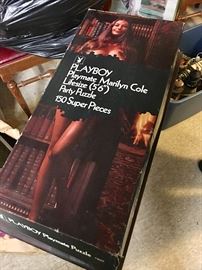 PLAYBOY
Playmate Marilyn Cole
Lifesize (5'6")
Party Puzzle
150 Super Pieces
PLAYBOY Playmate Puzzle